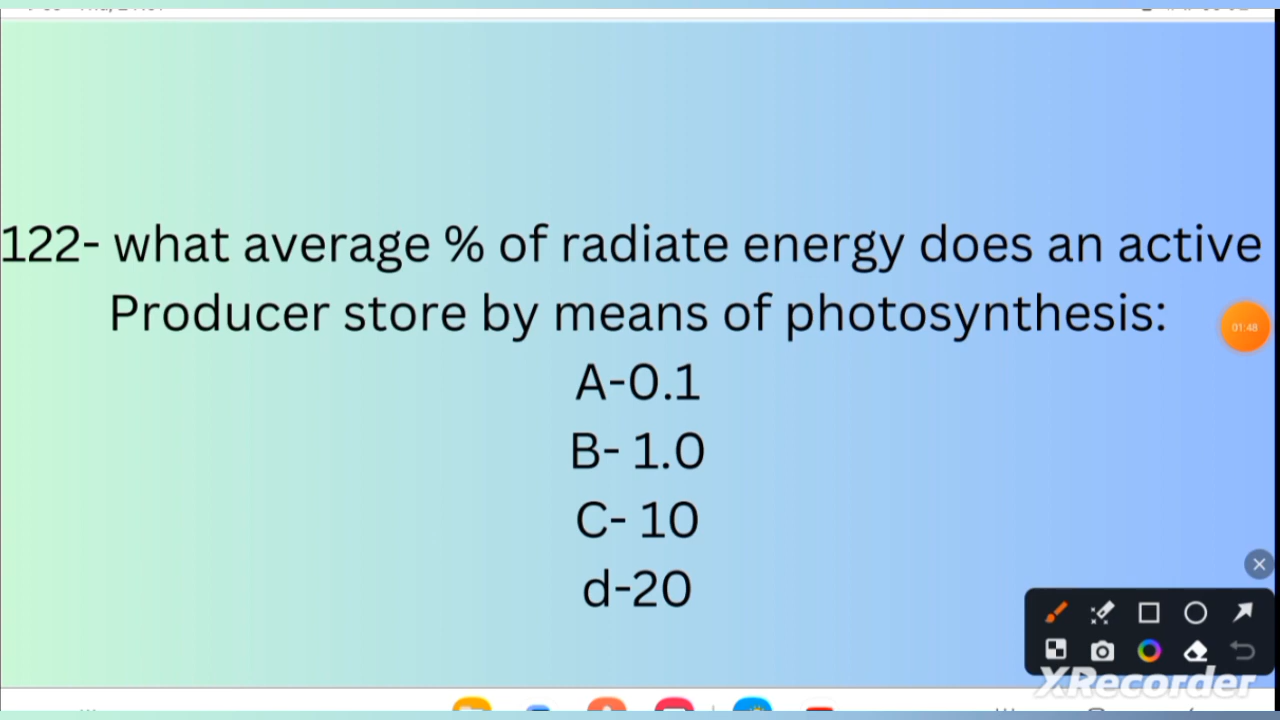 122- what average % of radiate energy does an active
Producer store by means of photosynthesis:
A-0.1
B- 1.0
C- 10
d-20
01:48
XRecorder